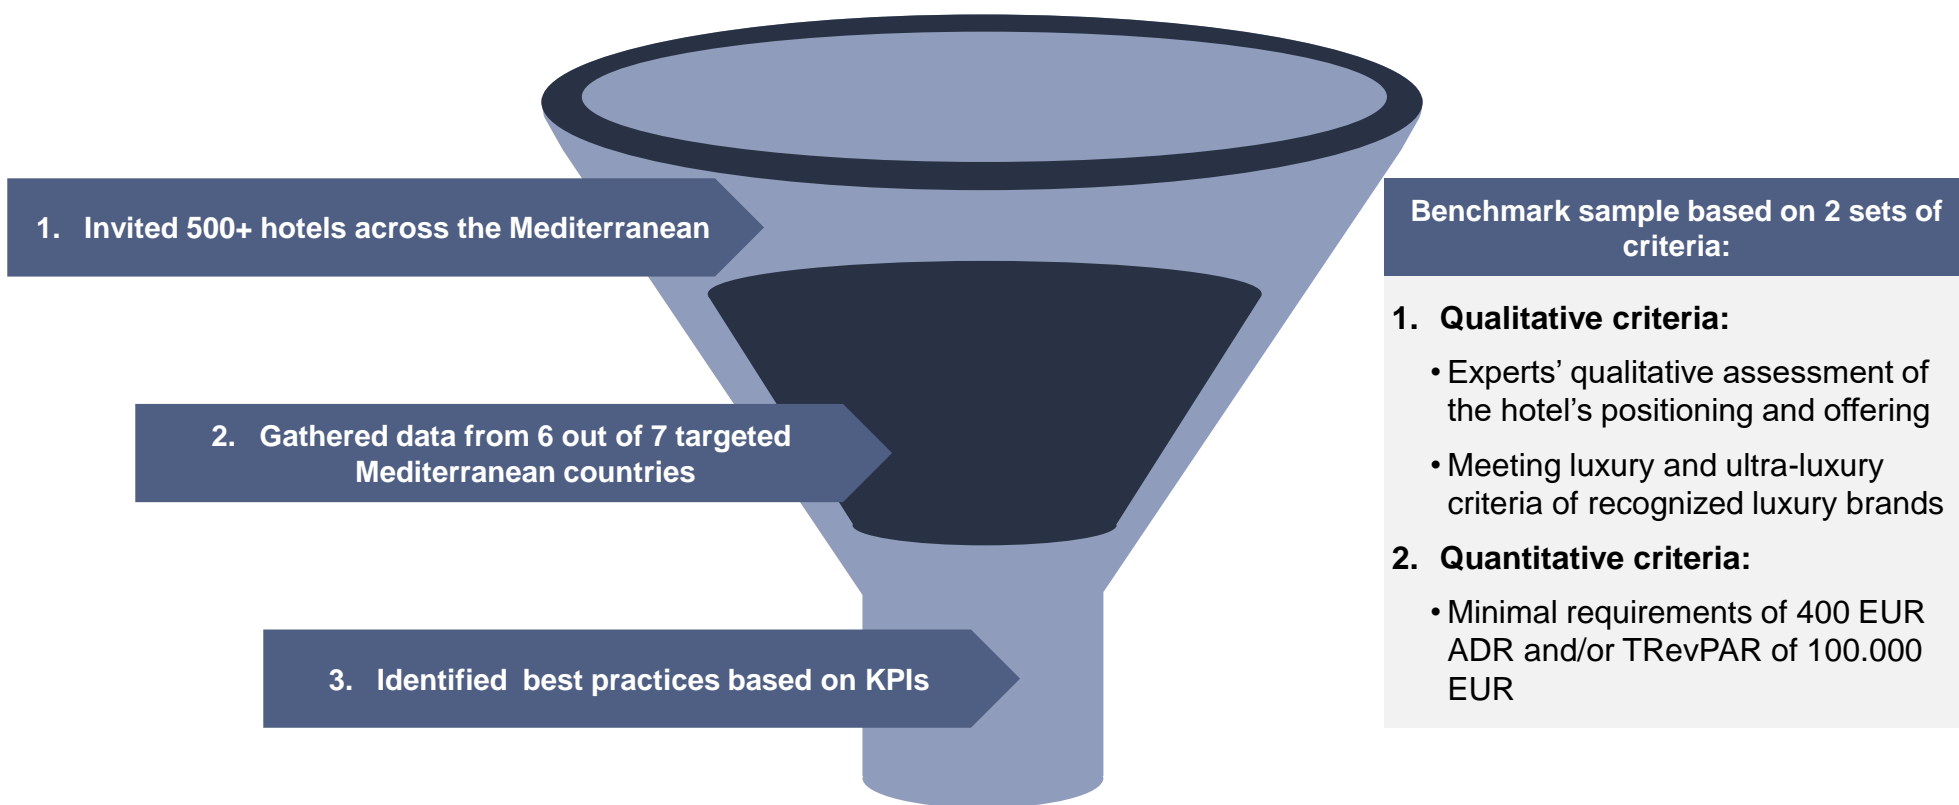 1. Invited 500+ hotels across the Mediterranean
2. Gathered data from 6 out of 7 targeted
Mediterranean countries
3. Identified best practices based on KPIs
Benchmark sample based on 2 sets of
criteria:
1. Qualitative criteria:
• Experts’ qualitative assessment of
the hotel’s positioning and offering
• Meeting luxury and ultra-luxury
criteria of recognized luxury brands
2. Quantitative criteria:
• Minimal requirements of 400 EUR
ADR and/or TRevPAR of 100.000
EUR